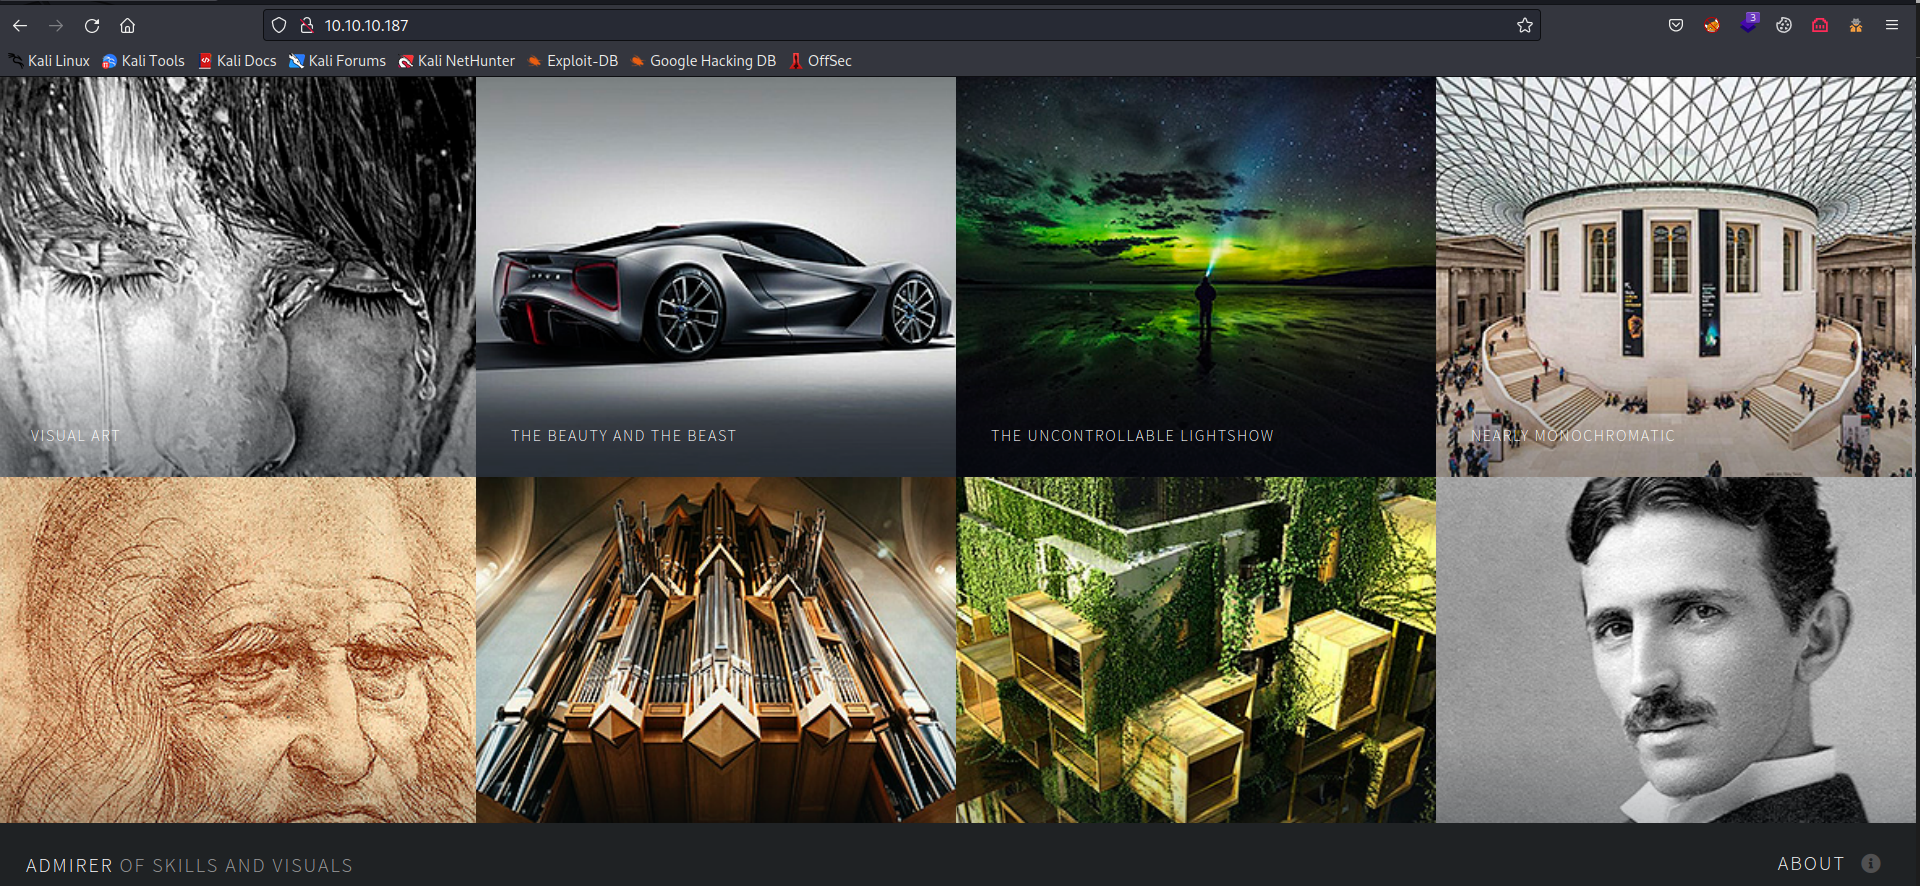 10.10.10.187
3
Kali Linux Kali Tools Kali Docs Kali Forums Kali NetHunter Exploit-DB Google Hacking DB OffSec
VISUAL ART
THE BEAUTY AND THE BEAST
THE UNCONTROLLABLE LIGHTSHOW
NEARLY MONOCHROMATIC
ADMIRER OF SKILLS AND VISUALS
ABOUT